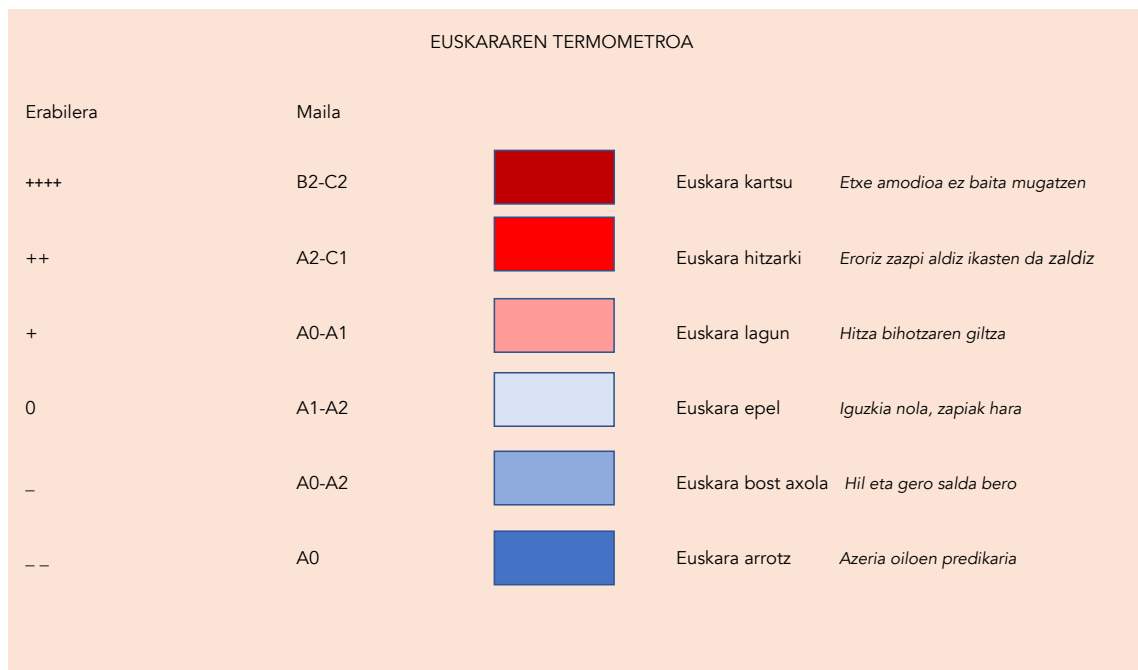 EUSKARAREN TERMOMETROA
Erabilera Maila
++++ B2-C2 Euskara kartsu Etxe amodioa ez baita mugatzen
++ A2-C1 Euskara hitzarki Eroriz zazpi aldiz ikasten da zaldiz
+ A0-A1 Euskara lagun Hitza bihotzaren giltza
0 A1-A2 Euskara epel Iguzkia nola, zapiak hara
_ A0-A2 Euskara bost axola Hil eta gero salda bero
_ _ A0 Euskara arrotz Azeria oiloen predikaria